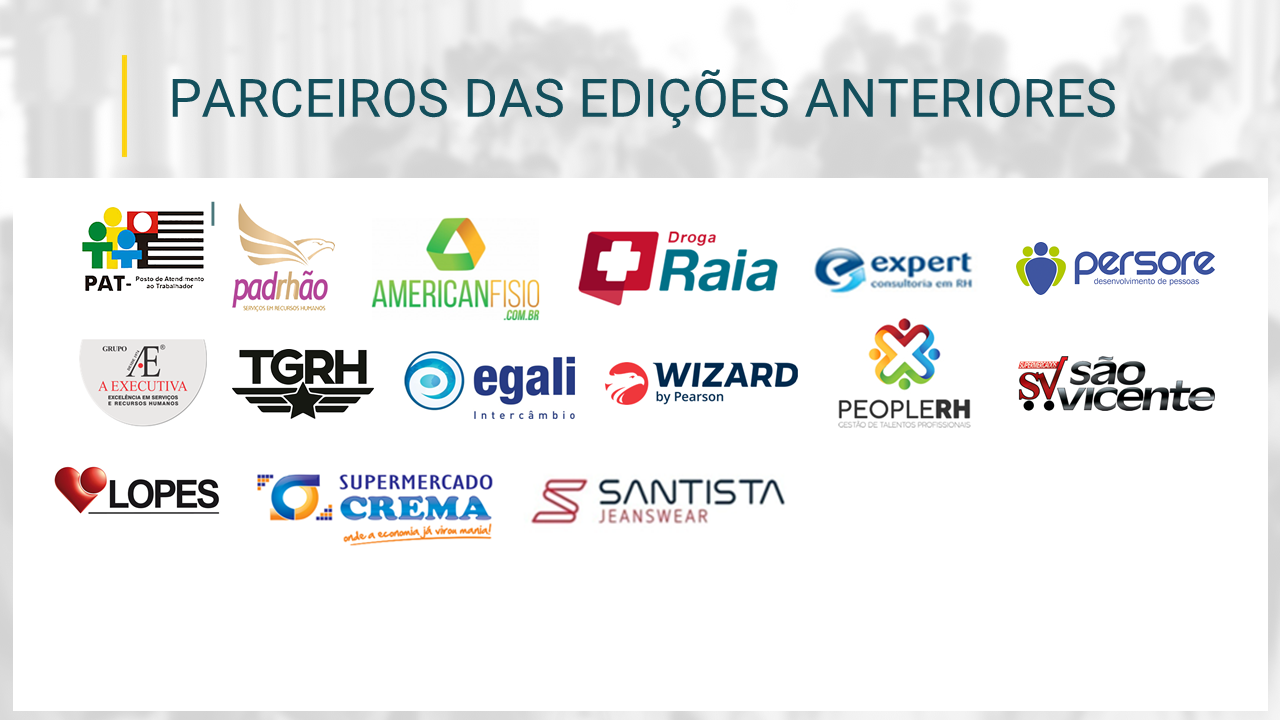 PARCEIROS DAS EDIÇÕES ANTERIORES
PAT- Posto de Atendimento
ao Trabalhador
padrhão
SERVIÇOS EM RECURSOS HUMANOS
AMERICANFISIO
.COM.BR
Droga
Raia
expert
consultoria em RH
persore
desenvolvimento de pessoas
GRUPO
Æ®
A EXECUTIVA
EXCELÊNCIA EM SERVIÇOS
E RECURSOS HUMANOS
TGRH
egali
Intercâmbio
WIZARD
by Pearson
PEOPLERH
GESTÃO DE TALENTOS PROFISSIONAIS
SUPERMERCADOS
SV são
vicente
LOPES
SUPERMERCADO
CREMA
onde a economia já virou mania!
SANTISTA
JEANSWEAR